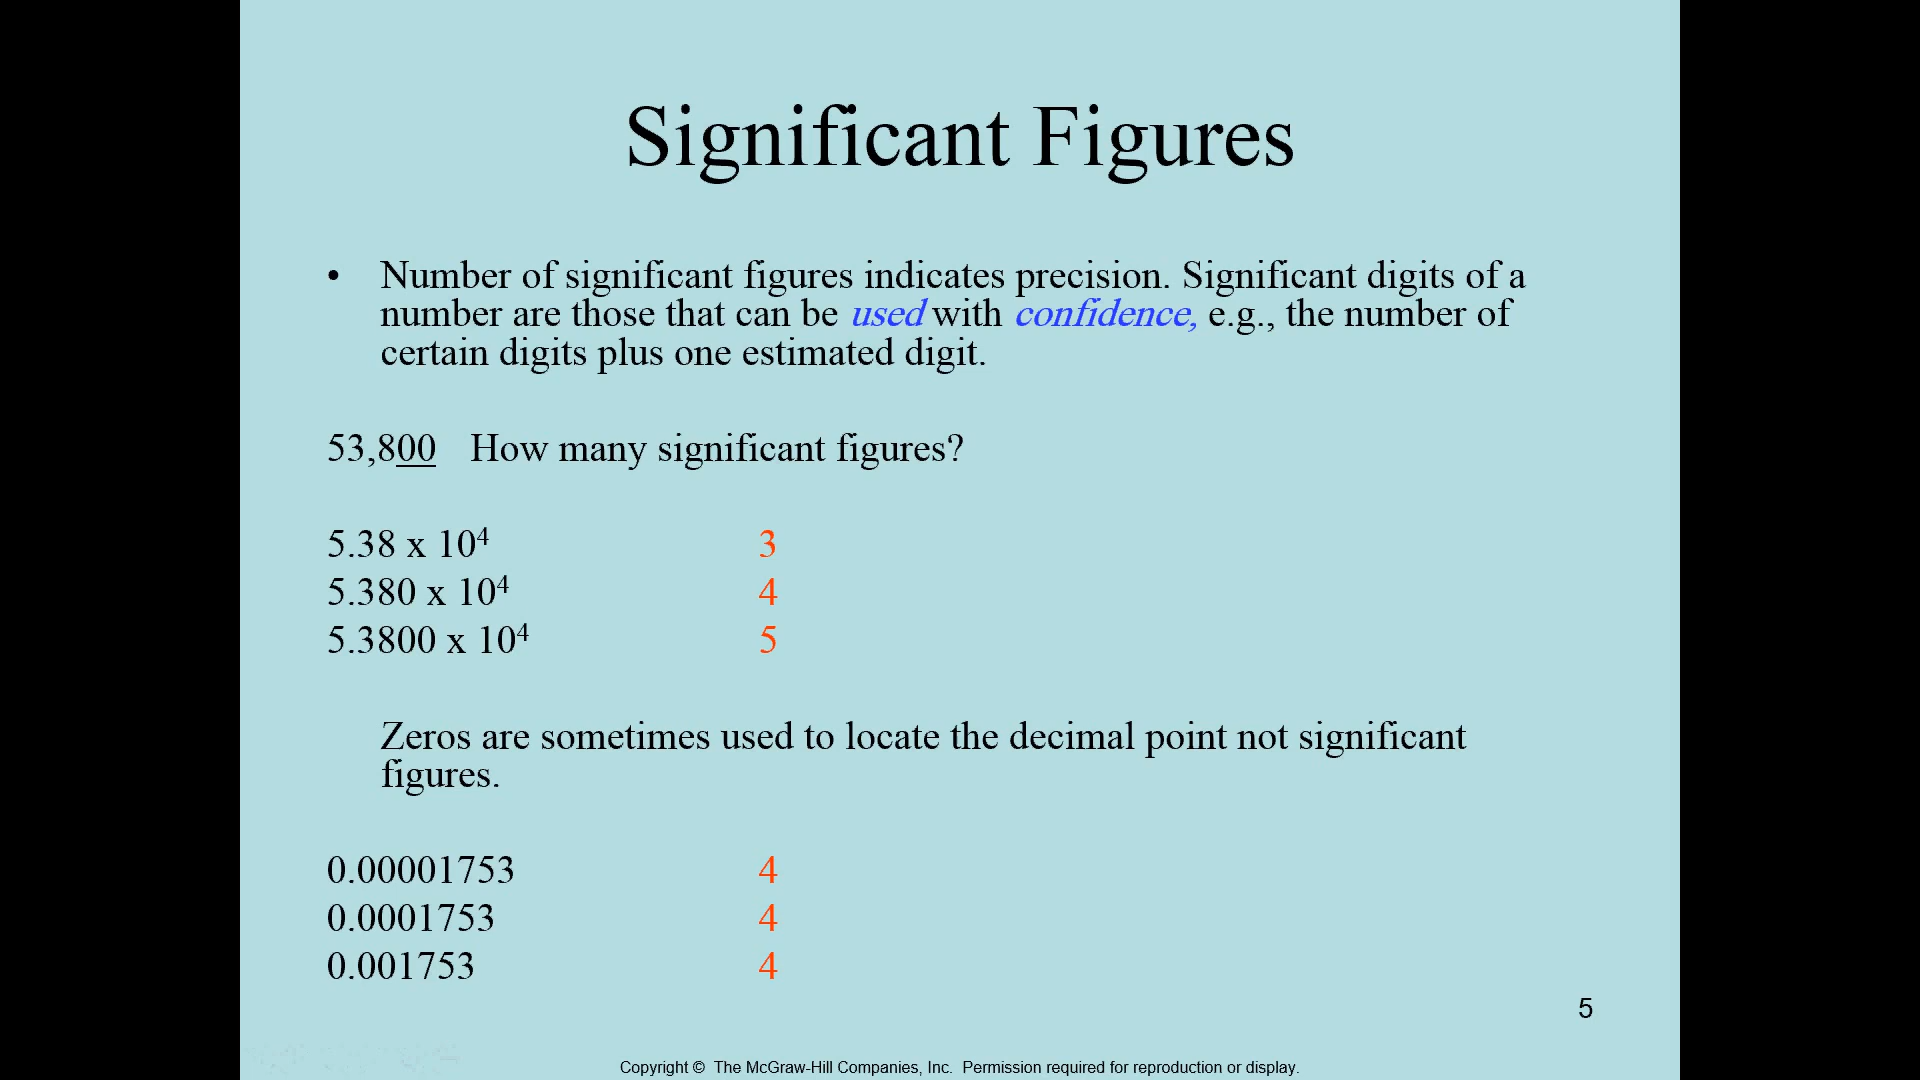 Significant Figures
• Number of significant figures indicates precision. Significant digits of a
number are those that can be used with confidence, e.g., the number of
certain digits plus one estimated digit.
53,800 How many significant figures?
5.38 x 10⁴ 3
5.380 x 10⁴ 4
5.3800 x 10⁴ 5
Zeros are sometimes used to locate the decimal point not significant
figures.
0.00001753 4
0.0001753 4
0.001753 4
5
Copyright © The McGraw-Hill Companies, Inc. Permission required for reproduction or display.